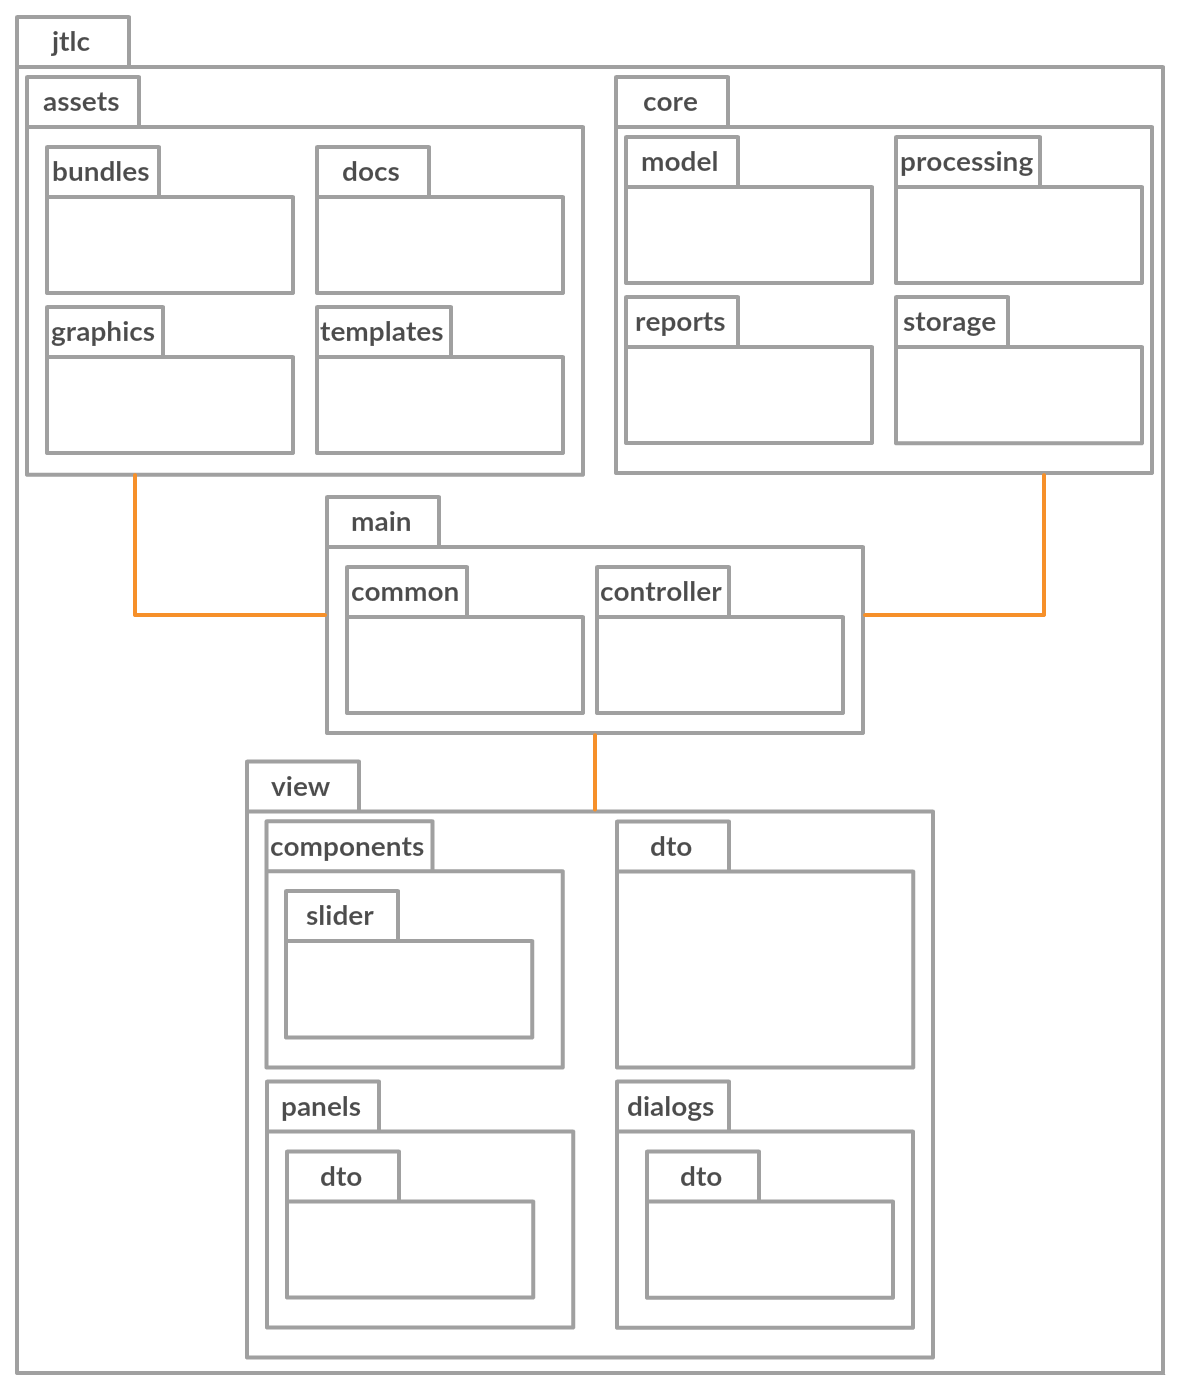 jtlc
assets
bundles
docs
graphics
templates
core
model
processing
reports
storage
main
common
controller
view
components
slider
dto
panels
dto
dialogs
dto